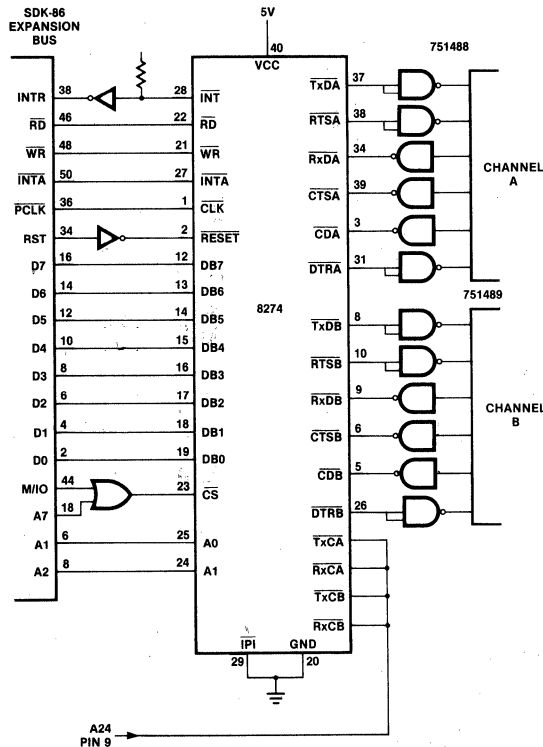 SDK-86
EXPANSION
BUS
5V
40
VCC
751488
INTR 38 28 INT 37 TxDA
RD 46 22 RD 38 RTSA
WR 48 21 WR 34 RxDA
INTA 50 27 INTA 39 CTSA
CHANNEL
A
PCLK 36 1 CLK 3 CDA
RST 34 2 RESET 31 DTRA
D7 16 12 DB7
751489
D6 14 13 DB6
8274
D5 12 14 DB5 8 TxDB
D4 10 15 DB4 10 RTSB
D3 8 16 DB3 9 RxDB
D2 6 17 DB2 6 CTSB
CHANNEL
B
D1 4 18 DB1 5 CDB
D0 2 19 DB0
M/IO 44 23 CS 26 DTRB
A7 18
A1 6 25 A0 TxCA
A2 8 24 A1 RxCA
TxCB
RxCB
IPI GND
29 20
A24
PIN 9